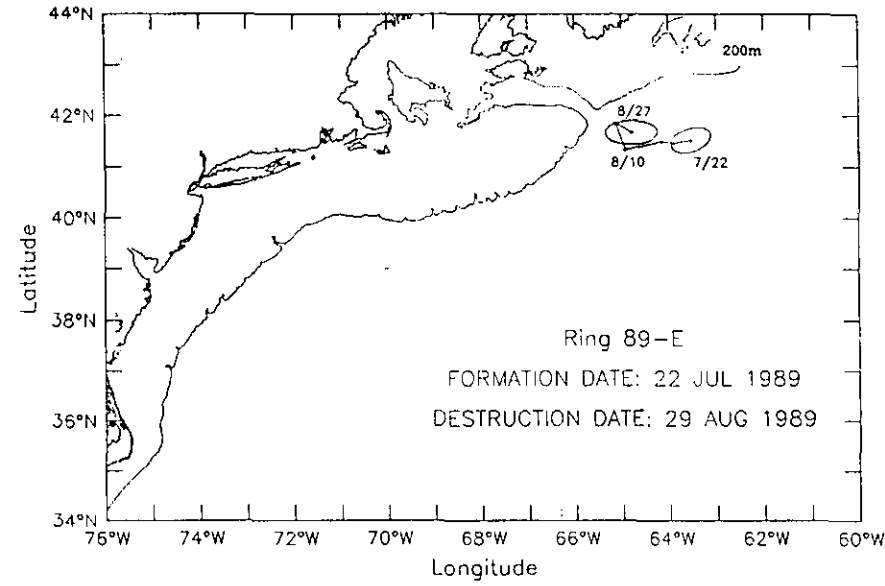 44°N
42°N
40°N
38°N
36°N
34°N
Latitude
200m
8/27
8/10
7/22
Ring 89-E
FORMATION DATE: 22 JUL 1989
DESTRUCTION DATE: 29 AUG 1989
76°W 74°W 72°W 70°W 68°W 66°W 64°W 62°W 60°W
Longitude